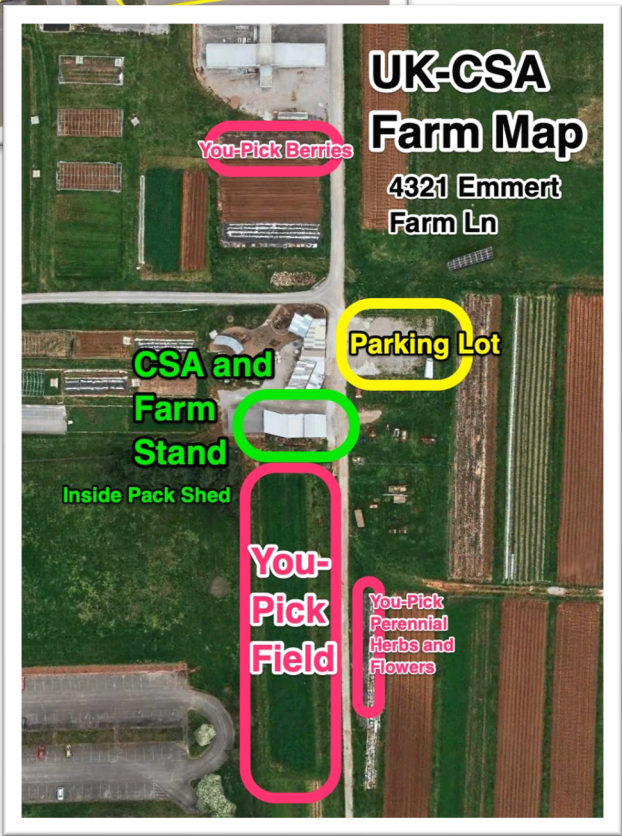 UK-CSA
Farm Map
4321 Emmert
Farm Ln
You-Pick Berries
Parking Lot
CSA and
Farm
Stand
Inside Pack Shed
You-
Pick
Field
You-Pick
Perennial
Herbs and
Flowers